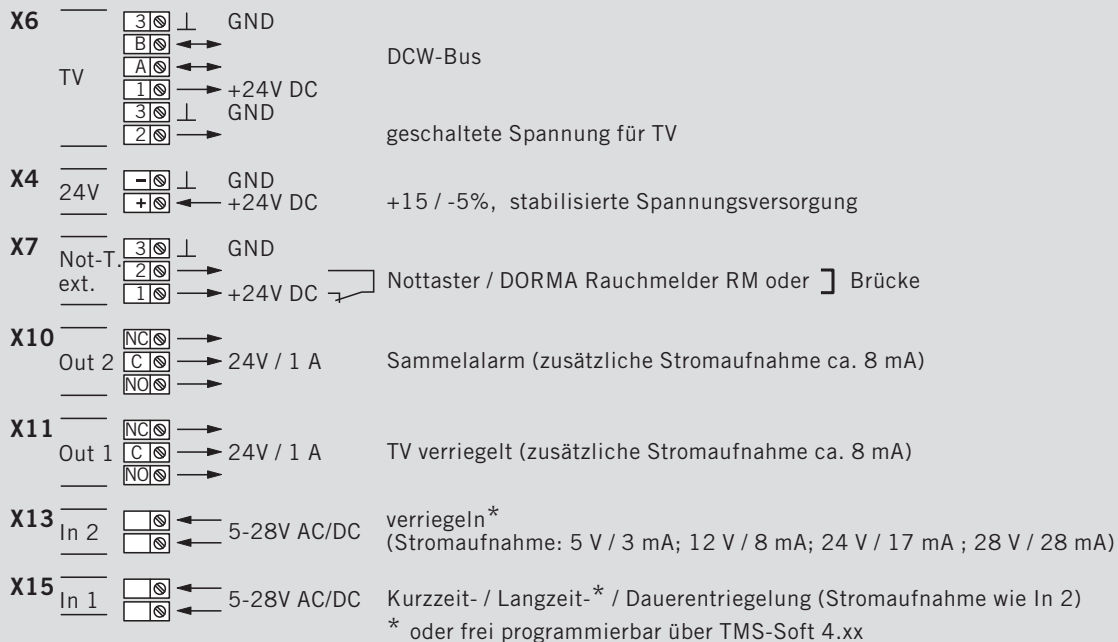 X6
TV
3 ⊥ GND
B
A
DCW-Bus
1 +24V DC
3 ⊥ GND
2 geschaltete Spannung für TV
X4
24V
- ⊥ GND
+ +24V DC +15 / -5%, stabilisierte Spannungsversorgung
X7
Not-T. ext.
3 ⊥ GND
2
1 +24V DC
Nottaster / DORMA Rauchmelder RM oder Brücke
X10
Out 2
NC
C 24V / 1 A Sammelalarm (zusätzliche Stromaufnahme ca. 8 mA)
NO
X11
Out 1
NC
C 24V / 1 A TV verriegelt (zusätzliche Stromaufnahme ca. 8 mA)
NO
X13
In 2 5-28V AC/DC verriegeln*
(Stromaufnahme: 5 V / 3 mA; 12 V / 8 mA; 24 V / 17 mA ; 28 V / 28 mA)
X15
In 1 5-28V AC/DC Kurzzeit- / Langzeit-* / Dauerentriegelung (Stromaufnahme wie In 2)
* oder frei programmierbar über TMS-Soft 4.xx